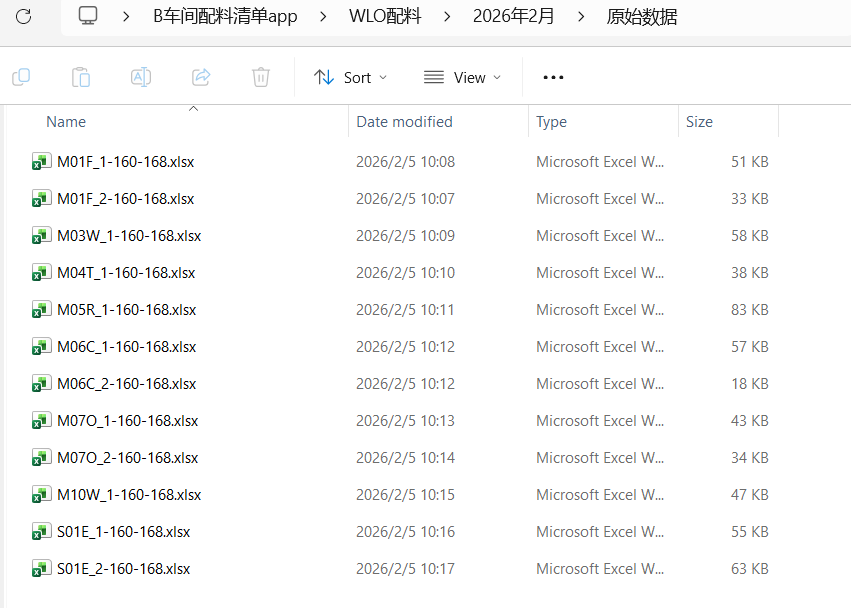 B车间配料清单app > WLO配料 > 2026年2月 > 原始数据
Sort View
Name Date modified Type Size
M01F_1-160-168.xlsx 2026/2/5 10:08 Microsoft Excel W... 51 KB
M01F_2-160-168.xlsx 2026/2/5 10:07 Microsoft Excel W... 33 KB
M03W_1-160-168.xlsx 2026/2/5 10:09 Microsoft Excel W... 58 KB
M04T_1-160-168.xlsx 2026/2/5 10:10 Microsoft Excel W... 38 KB
M05R_1-160-168.xlsx 2026/2/5 10:11 Microsoft Excel W... 83 KB
M06C_1-160-168.xlsx 2026/2/5 10:12 Microsoft Excel W... 57 KB
M06C_2-160-168.xlsx 2026/2/5 10:12 Microsoft Excel W... 18 KB
M07O_1-160-168.xlsx 2026/2/5 10:13 Microsoft Excel W... 43 KB
M07O_2-160-168.xlsx 2026/2/5 10:14 Microsoft Excel W... 34 KB
M10W_1-160-168.xlsx 2026/2/5 10:15 Microsoft Excel W... 47 KB
S01E_1-160-168.xlsx 2026/2/5 10:16 Microsoft Excel W... 55 KB
S01E_2-160-168.xlsx 2026/2/5 10:17 Microsoft Excel W... 63 KB